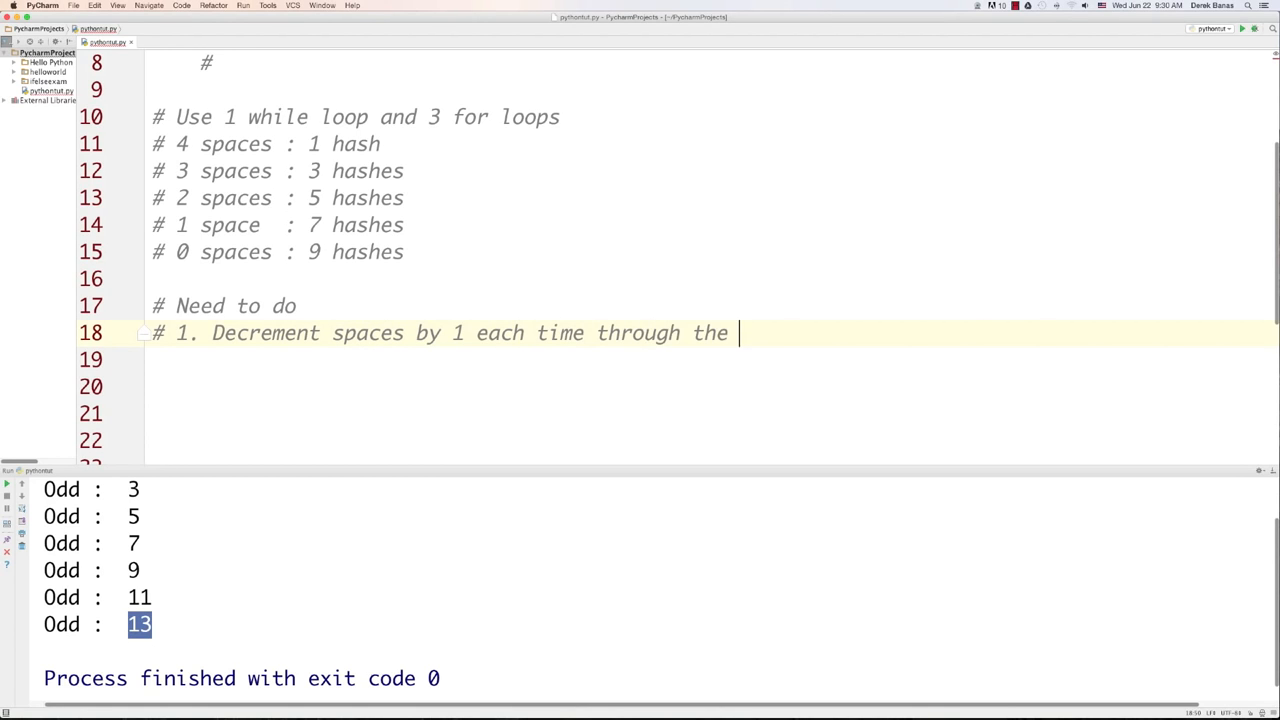 PyCharm File Edit View Navigate Code Refactor Run Tools VCS Window Help 10 Wed Jun 22 9:30 AM Derek Banas
pythontut.py - PycharmProjects - [~/PycharmProjects]
PycharmProjects pythontut.py pythontut
pythontut.py
PycharmProject
Hello Python
helloworld
ifelseexam
pythontut.py
External Librarie
8 #
9
10 # Use 1 while loop and 3 for loops
11 # 4 spaces : 1 hash
12 # 3 spaces : 3 hashes
13 # 2 spaces : 5 hashes
14 # 1 space  : 7 hashes
15 # 0 spaces : 9 hashes
16
17 # Need to do
18 # 1. Decrement spaces by 1 each time through the
19
20
21
22
Run pythontut
Odd :  3
Odd :  5
Odd :  7
Odd :  9
Odd :  11
Odd :  13
Process finished with exit code 0
18:50 LF UTF-8